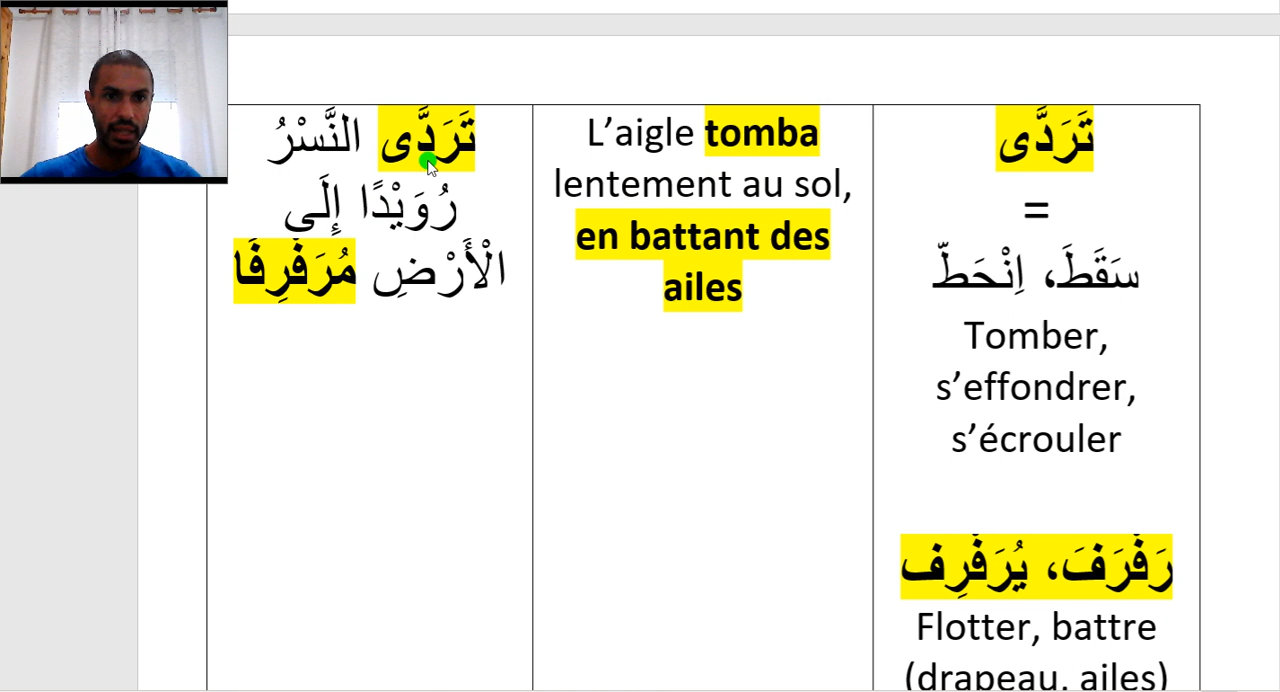 تَرَدَّى النَّسْرُ
رُوَيْدًا إِلَى
الْأَرْضِ مُرَفْرِفًا
L’aigle tomba
lentement au sol,
en battant des
ailes
تَرَدَّى
=
سَقَطَ، اِنْحَطّ
Tomber,
s’effondrer,
s’écrouler
رَفْرَفَ، يُرَفْرِف
Flotter, battre
(drapeau, ailes)